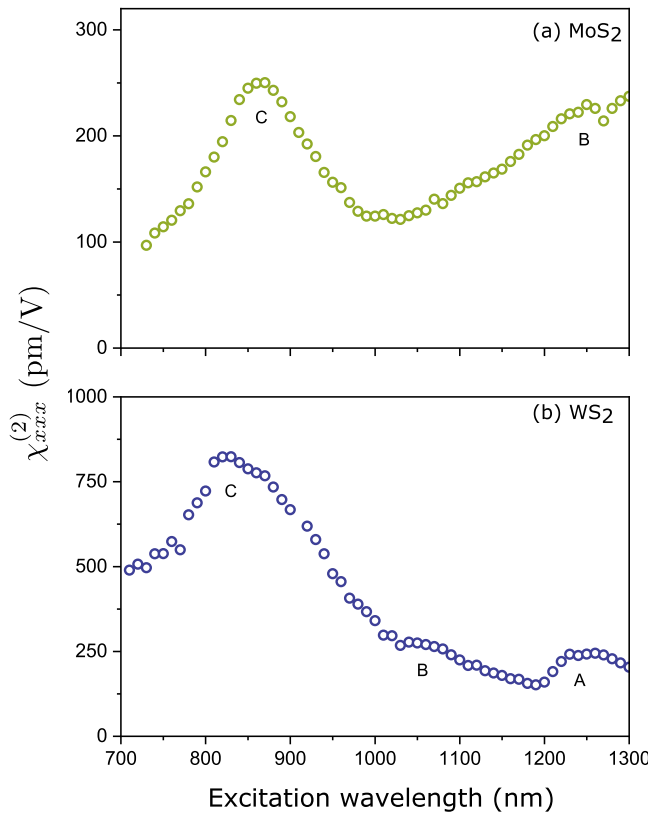 300
(a) MoS2
C
200
B
100
0
χ(2)xxx (pm/V)
1000
(b) WS2
750
C
500
250
B
A
0
700 800 900 1000 1100 1200 1300
Excitation wavelength (nm)